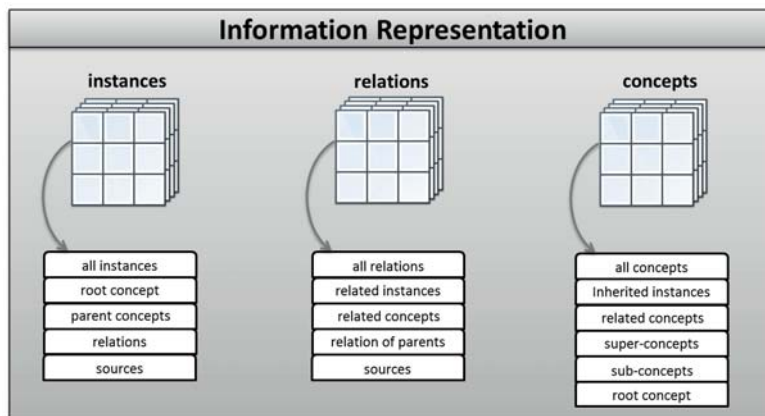 Information Representation
instances
relations
concepts
all instances
root concept
parent concepts
relations
sources
all relations
related instances
related concepts
relation of parents
sources
all concepts
Inherited instances
related concepts
super-concepts
sub-concepts
root concept